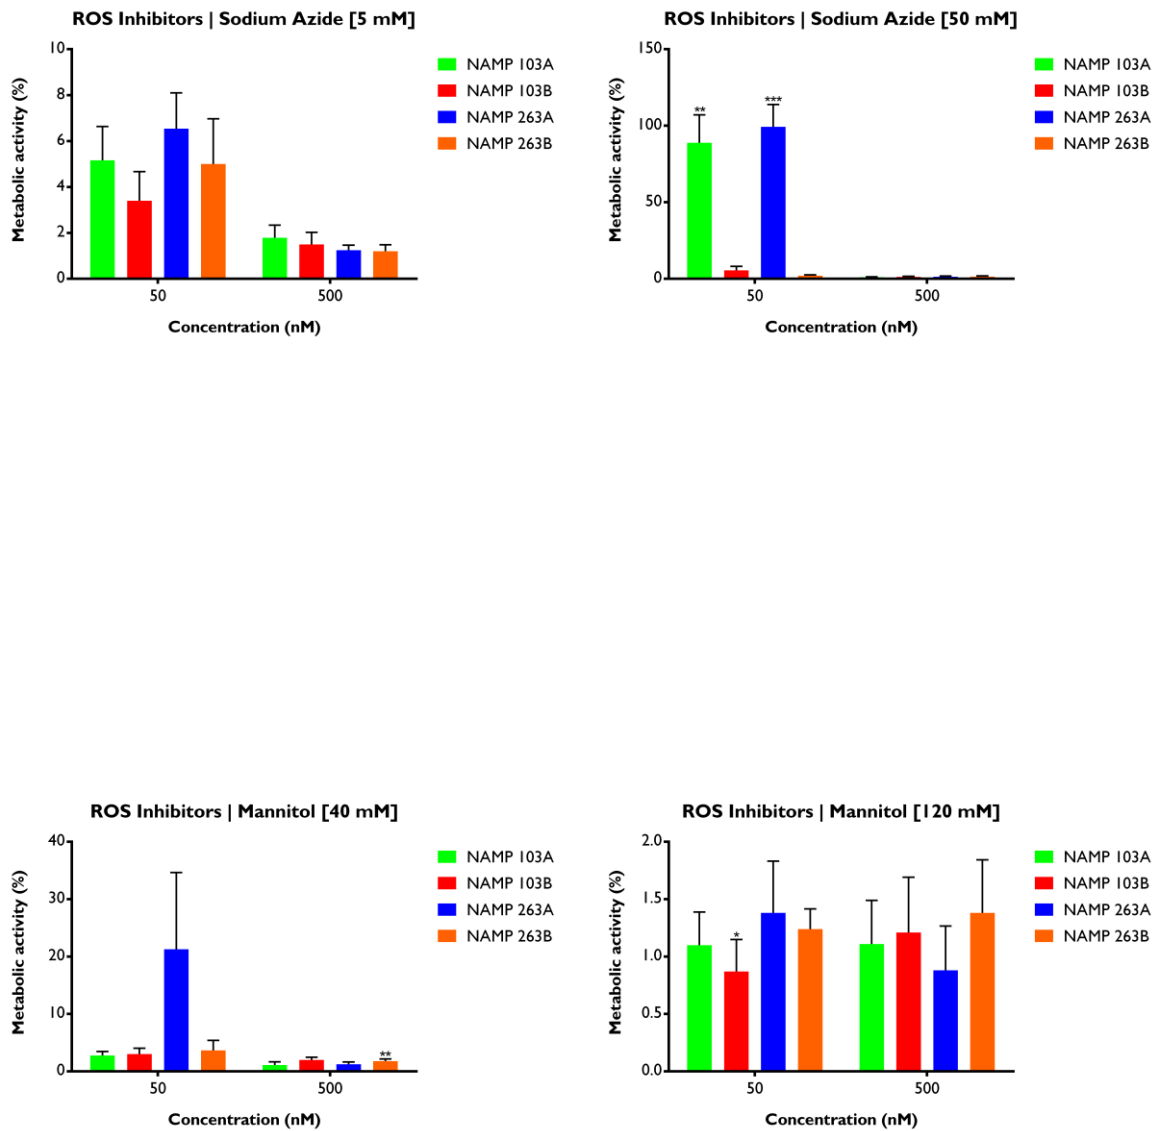 ROS Inhibitors | Sodium Azide [5 mM]
Metabolic activity (%)
10
8
6
4
2
0
50
500
Concentration (nM)
NAMP 103A
NAMP 103B
NAMP 263A
NAMP 263B
ROS Inhibitors | Sodium Azide [50 mM]
Metabolic activity (%)
150
100
50
0
**
***
50
500
Concentration (nM)
NAMP 103A
NAMP 103B
NAMP 263A
NAMP 263B
ROS Inhibitors | Mannitol [40 mM]
Metabolic activity (%)
40
30
20
10
0
**
50
500
Concentration (nM)
NAMP 103A
NAMP 103B
NAMP 263A
NAMP 263B
ROS Inhibitors | Mannitol [120 mM]
Metabolic activity (%)
2.0
1.5
1.0
0.5
0.0
*
50
500
Concentration (nM)
NAMP 103A
NAMP 103B
NAMP 263A
NAMP 263B